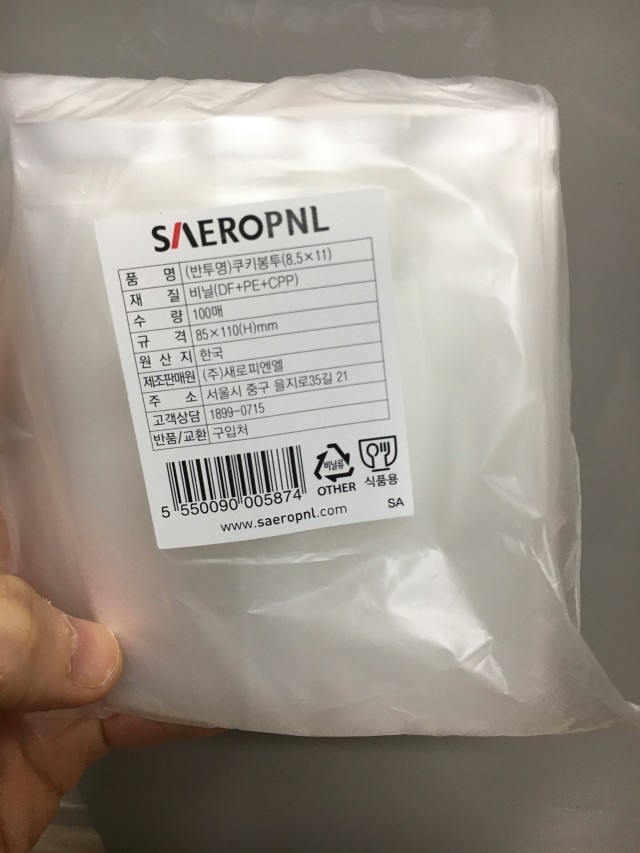 SAEROPNL
품 명 (반투명)쿠키봉투(8.5×11)
재 질 비닐(DF+PE+CPP)
수 량 100매
규 격 85×110(H)mm
원 산 지 한국
제조판매원 (주)새로피엔엘
주 소 서울시 중구 을지로35길 21
고객상담 1899-0715
반품/교환 구입처
비닐류
OTHER
식품용
5 550090 005874
www.saeropnl.com
SA